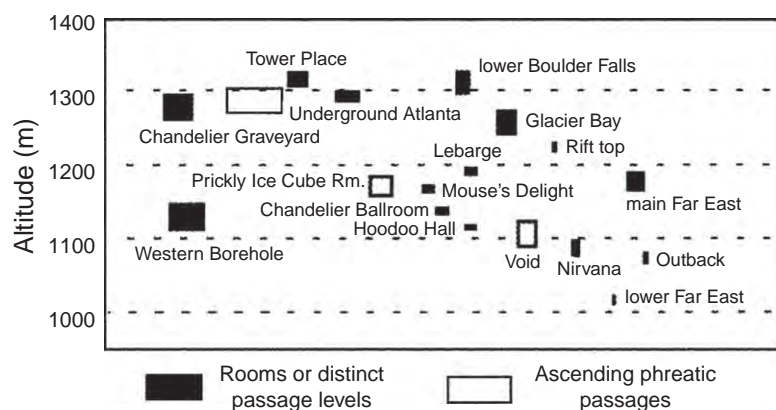 1400
Tower Place
lower Boulder Falls
1300
Underground Atlanta
Glacier Bay
Chandelier Graveyard
Lebarge
Rift top
1200
Prickly Ice Cube Rm.
Mouse's Delight
main Far East
Chandelier Ballroom
Hoodoo Hall
1100
Western Borehole
Void
Nirvana
Outback
lower Far East
1000
Altitude (m)
Rooms or distinct
passage levels
Ascending phreatic
passages